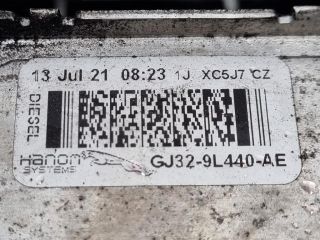 13 Jul 21 08:23 1J XC5J7 CZ
DIESEL
Hanon
SYSTEMS
GJ32-9L440-AE